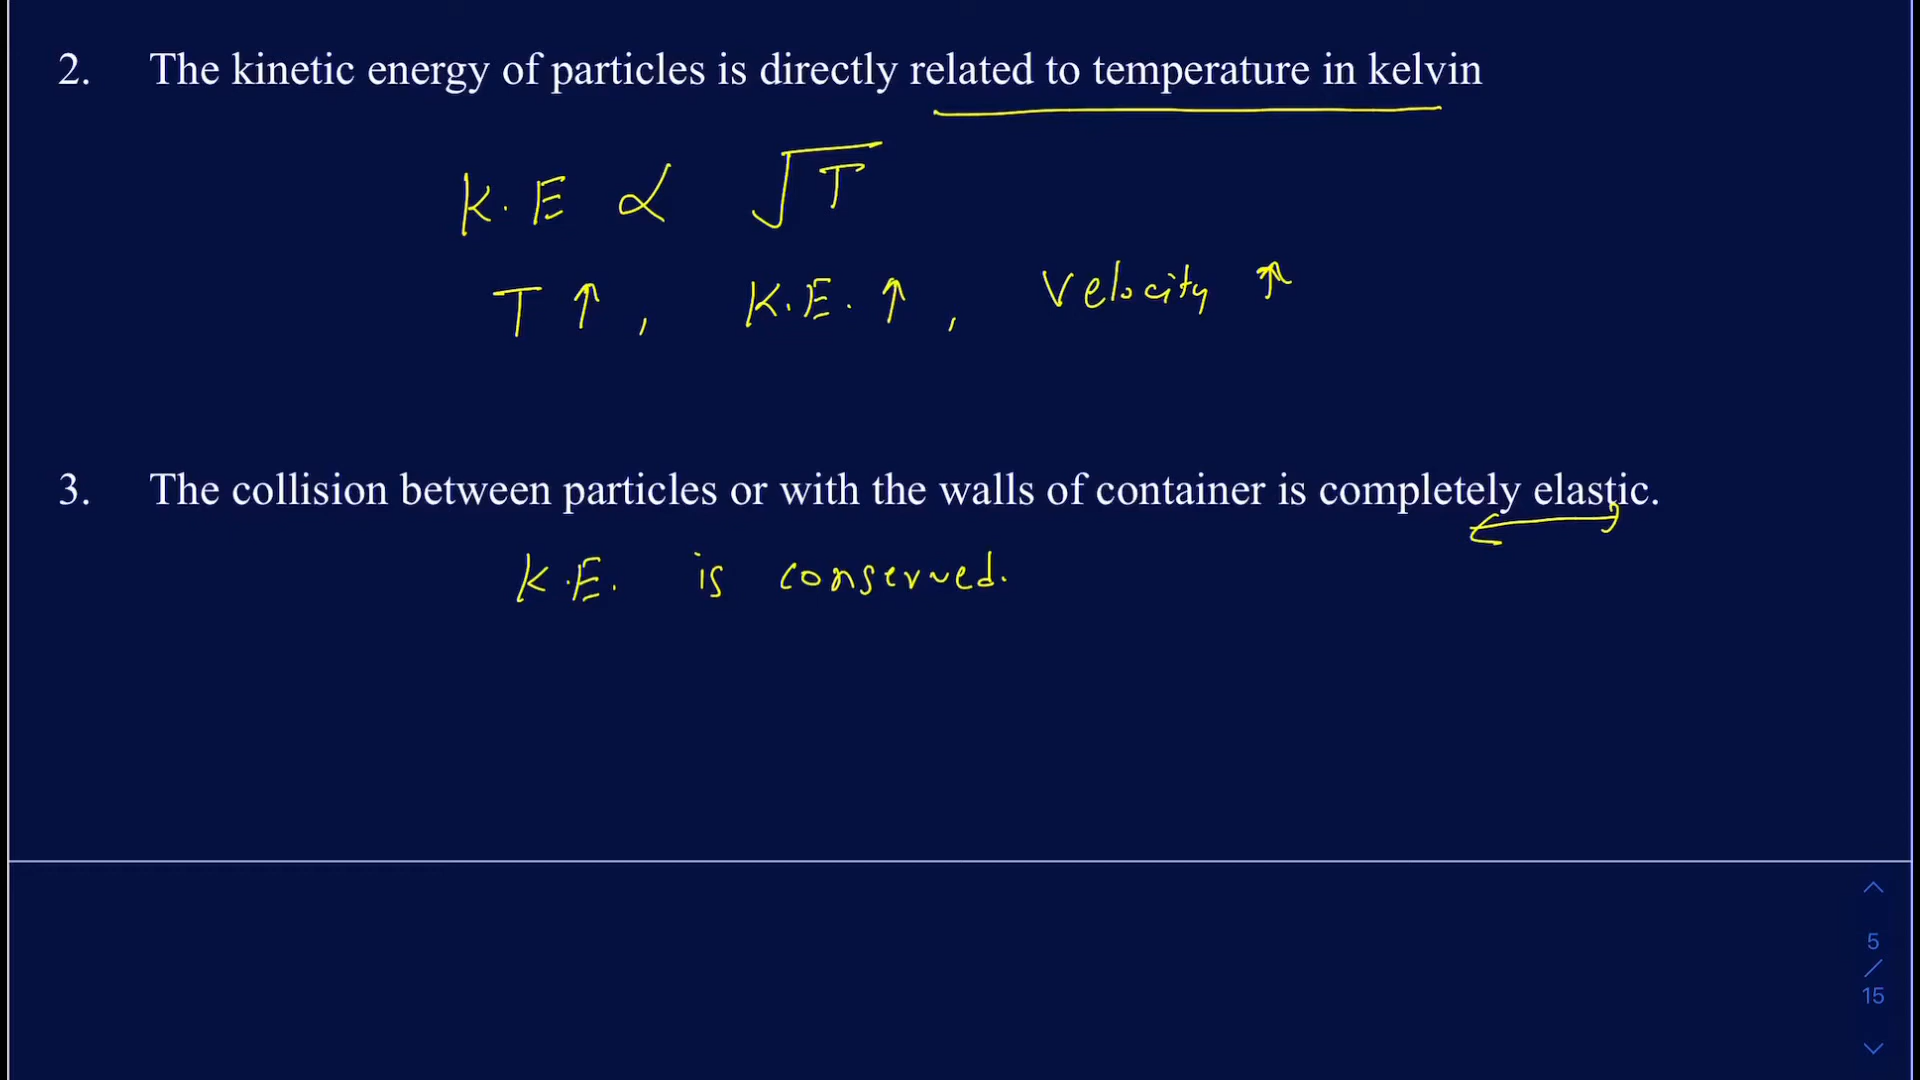 2. The kinetic energy of particles is directly related to temperature in kelvin
K.E ∝ √T
T ↑, K.E. ↑, Velocity ↑
3. The collision between particles or with the walls of container is completely elastic.
K.E. is conserved.
5
/
15